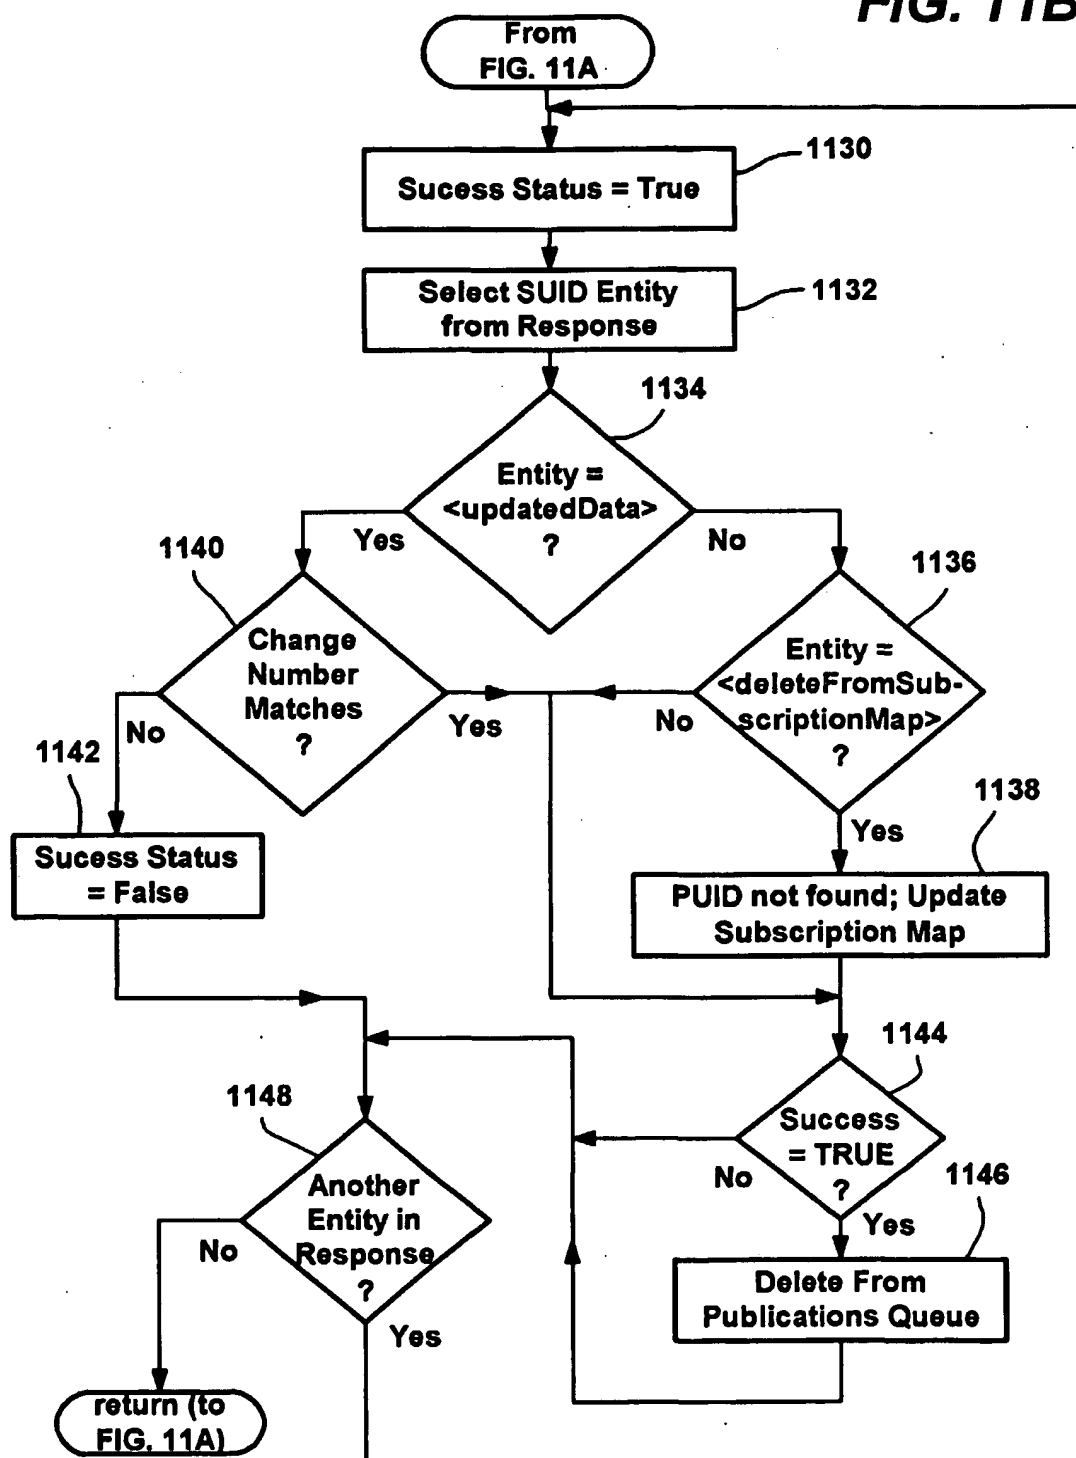 FIG. 11B
From
FIG. 11A
1130
Sucess Status = True
1132
Select SUID Entity
from Response
1134
Entity =
<updatedData>
?
Yes
No
1140
Change
Number
Matches
?
No
Yes
1136
Entity =
<deleteFromSub-
scriptionMap>
?
No
Yes
1142
Sucess Status
= False
1138
PUID not found; Update
Subscription Map
1144
Success
= TRUE
?
No
Yes
1148
Another
Entity in
Response
?
No
Yes
1146
Delete From
Publications Queue
return (to
FIG. 11A)